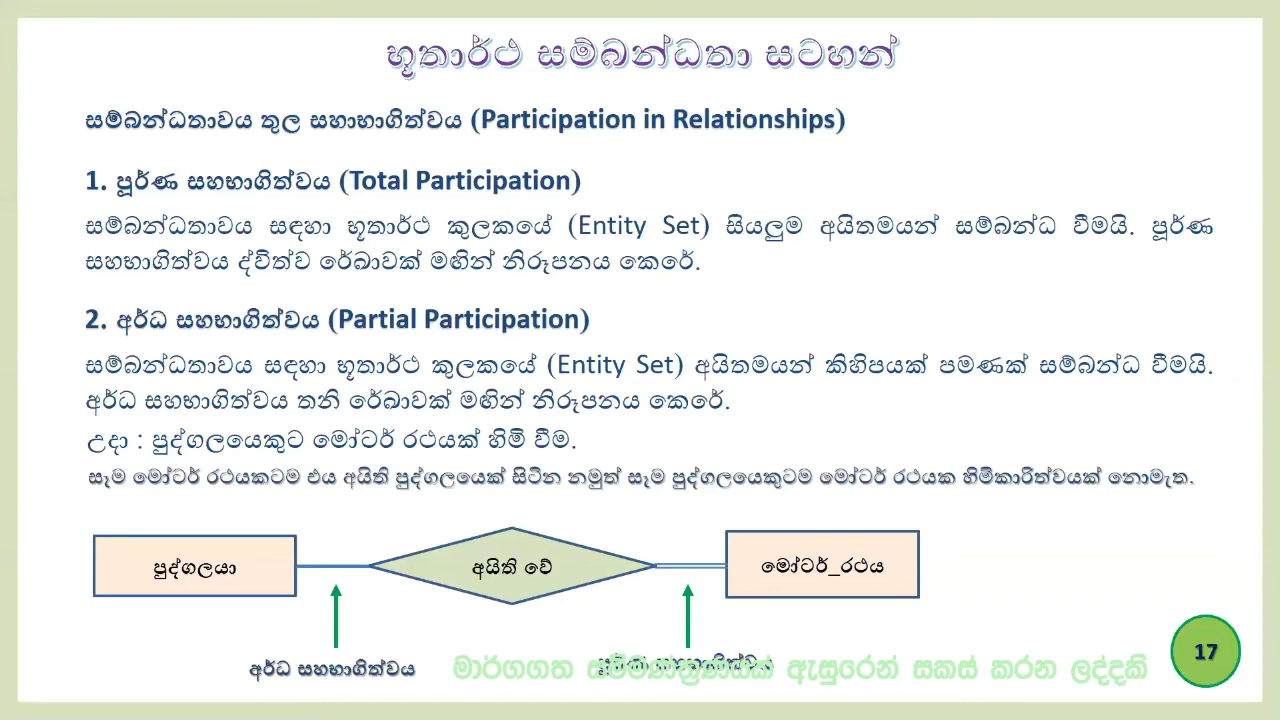 භූතාර්ථ සම්බන්ධතා සටහන්
සම්බන්ධතාවය තුල සහාභාගිත්වය (Participation in Relationships)
1. පූර්ණ සහභාගිත්වය (Total Participation)
සම්බන්ධතාවය සඳහා භූතාර්ථ කුලකයේ (Entity Set) සියලුම අයිතමයන් සම්බන්ධ වීමයි. පූර්ණ
සහභාගිත්වය ද්විත්ව රේඛාවක් මඟින් නිරූපනය කෙරේ.
2. අර්ධ සහභාගිත්වය (Partial Participation)
සම්බන්ධතාවය සඳහා භූතාර්ථ කුලකයේ (Entity Set) අයිතමයන් කිහිපයක් පමණක් සම්බන්ධ වීමයි.
අර්ධ සහභාගිත්වය තනි රේඛාවක් මඟින් නිරූපනය කෙරේ.
උදා : පුද්ගලයෙකුට මෝටර් රථයක් හිමි වීම.
සෑම මෝටර් රථයකටම එය අයිති පුද්ගලයෙක් සිටින නමුත් සෑම පුද්ගලයෙකුටම මෝටර් රථයක හිමිකාරිත්වයක් නොමැත.
පුද්ගලයා
අයිති වේ
මෝටර්_රථය
අර්ධ සහභාගිත්වය
මාර්ගගත ඇසුරෙන් සකස් කරන ලද්දකි
17